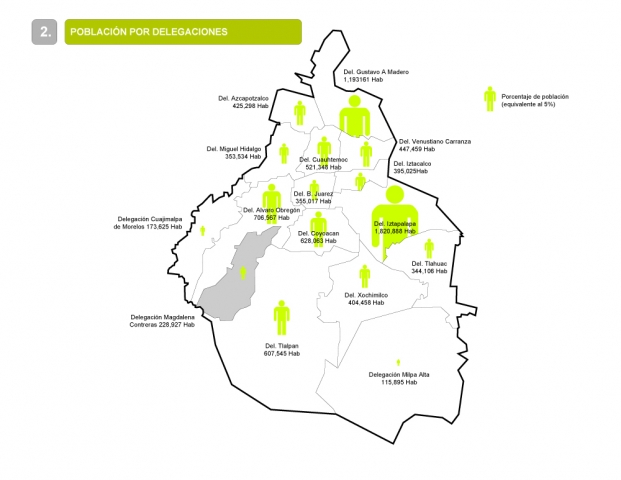 2.
POBLACIÓN POR DELEGACIONES
Del. Gustavo A Madero
1,193161 Hab
Del. Azcapotzalco
425,298 Hab
Porcentaje de población
(equivalente al 5%)
Del. Miguel Hidalgo
353,534 Hab
Del. Cuauhtemoc
521,348 Hab
Del. Venustiano Carranza
447,459 Hab
Del. Iztacalco
395,025Hab
Del. B. Juarez
355,017 Hab
Del. Alvaro Obregón
706,567 Hab
Delegación Cuajimalpa
de Morelos 173,625 Hab
Del. Coyocan
628,063 Hab
Del. Iztapalapa
1,820,888 Hab
Del. Tlahuac
344,106 Hab
Del. Xochimilco
404,458 Hab
Delegación Magdalena
Contreras 228,927 Hab
Del. Tlalpan
607,545 Hab
Delegación Milpa Alta
115,895 Hab